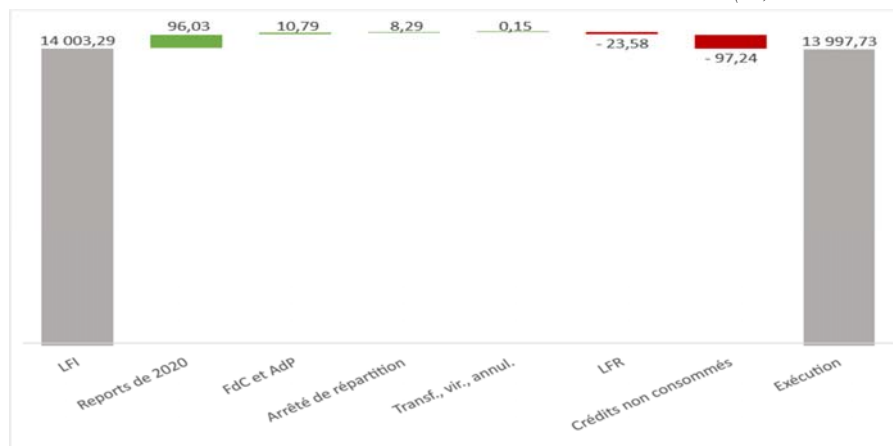 96,03
10,79
8,29
0,15
14 003,29
- 23,58
13 997,73
- 97,24
LFI
Reports de 2020
FdC et AdP
Arrêté de répartition
Transf., vir., annul.
LFR
Crédits non consommés
Exécution